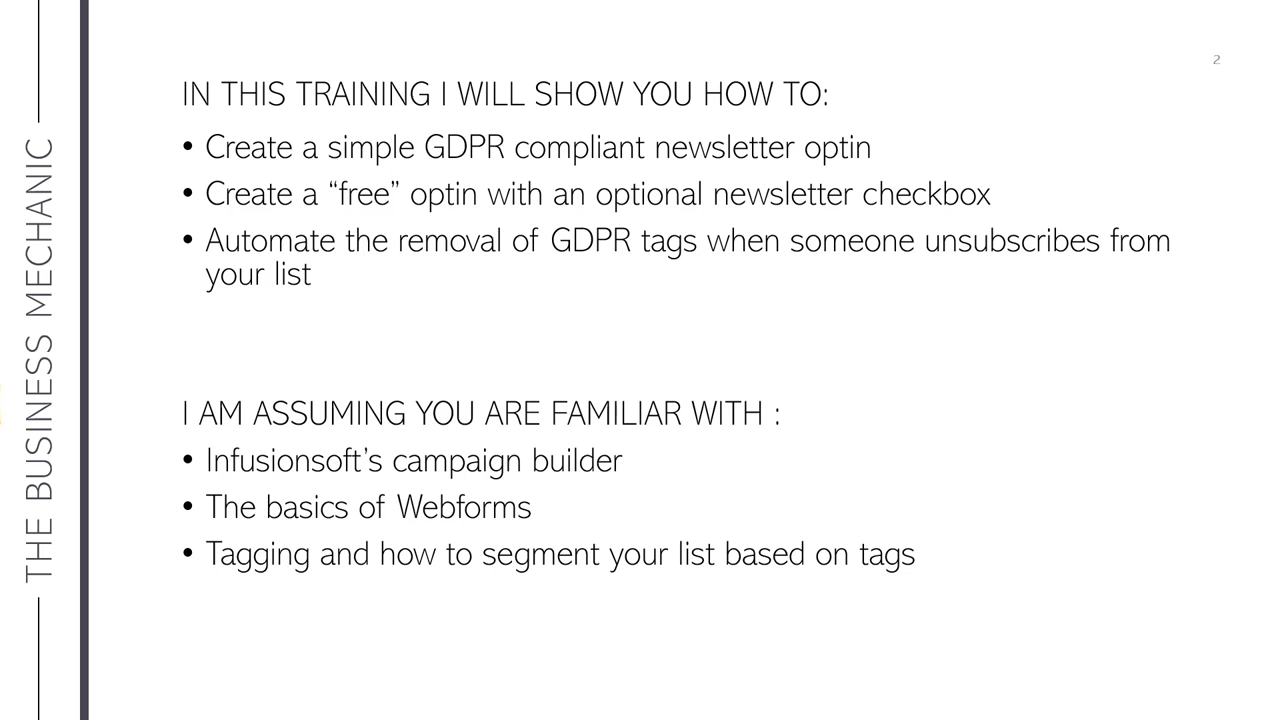 2
IN THIS TRAINING I WILL SHOW YOU HOW TO:
• Create a simple GDPR compliant newsletter optin
• Create a “free” optin with an optional newsletter checkbox
• Automate the removal of GDPR tags when someone unsubscribes from
your list
I AM ASSUMING YOU ARE FAMILIAR WITH :
• Infusionsoft’s campaign builder
• The basics of Webforms
• Tagging and how to segment your list based on tags
THE BUSINESS MECHANIC